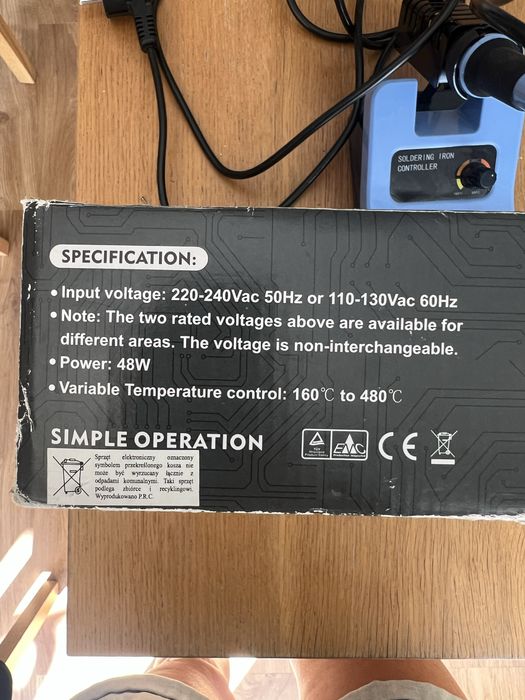 SOLDERING IRON
CONTROLLER
SPECIFICATION:
• Input voltage: 220-240Vac 50Hz or 110-130Vac 60Hz
• Note: The two rated voltages above are available for
different areas. The voltage is non-interchangeable.
• Power: 48W
• Variable Temperature control: 160℃ to 480℃
SIMPLE OPERATION
EMC
CE
Sprzęt elektroniczny oznaczony
symbolem przekreślonego kosza nie
może być wyrzucany łącznie z
odpadami komunalnymi. Taki sprzęt
podlega zbiórce i recyklingowi.
Wyprodukowano P.R.C.